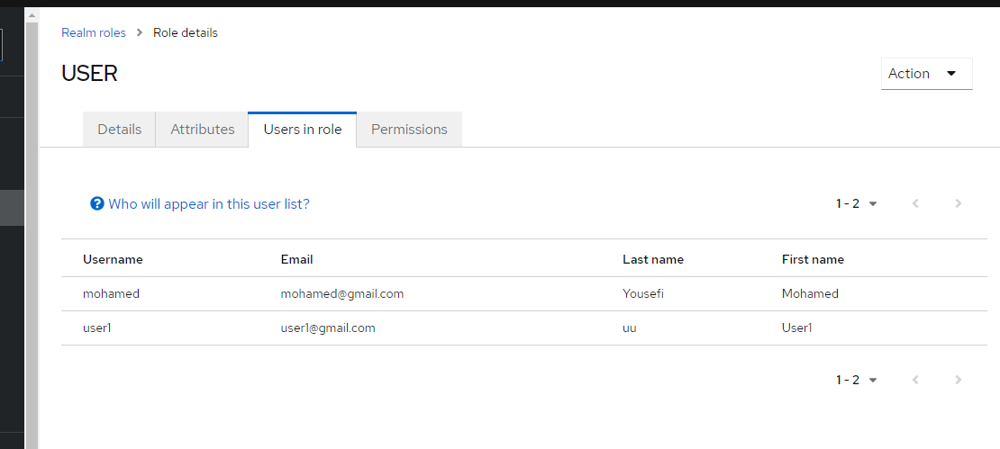 Realm roles > Role details
USER
Action
Details Attributes Users in role Permissions
Who will appear in this user list? 1 - 2
Username Email Last name First name
mohamed mohamed@gmail.com Yousefi Mohamed
user1 user1@gmail.com uu User1
1 - 2